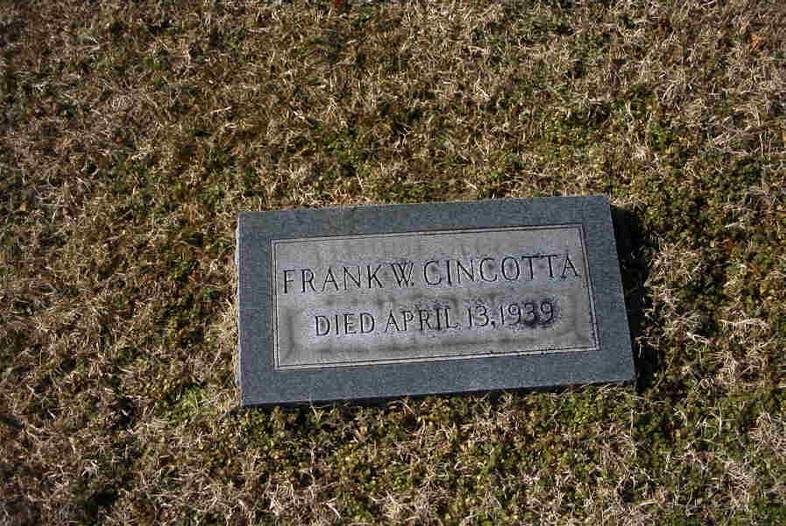 FRANK W. CINCOTTA
DIED APRIL 13, 1939